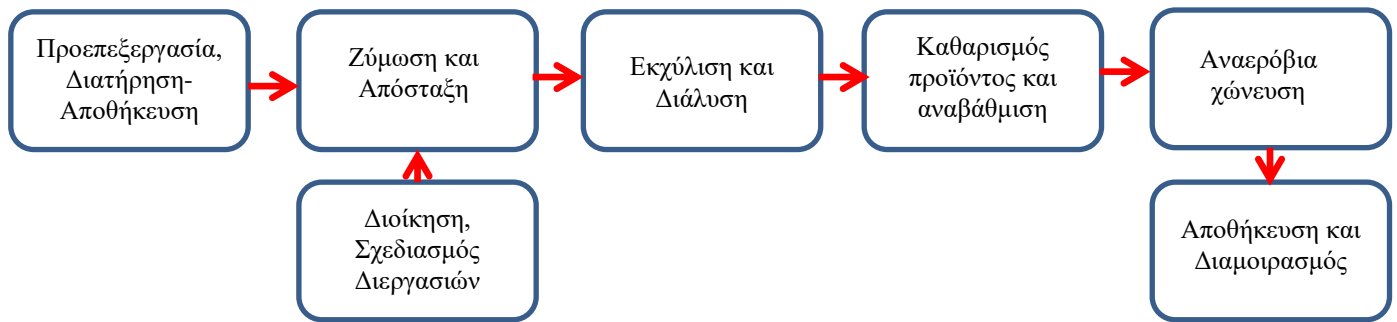 Προεπεξεργασία,
Διατήρηση-
Αποθήκευση
Ζύμωση και
Απόσταξη
Εκχύλιση και
Διάλυση
Καθαρισμός
προϊόντος και
αναβάθμιση
Αναερόβια
χώνευση
Διοίκηση,
Σχεδιασμός
Διεργασιών
Αποθήκευση και
Διαμοιρασμός